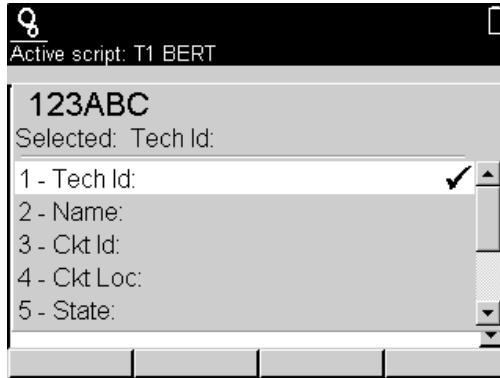 Active script: T1 BERT
123ABC
Selected: Tech Id:
1 - Tech Id:
2 - Name:
3 - Ckt Id:
4 - Ckt Loc:
5 - State: